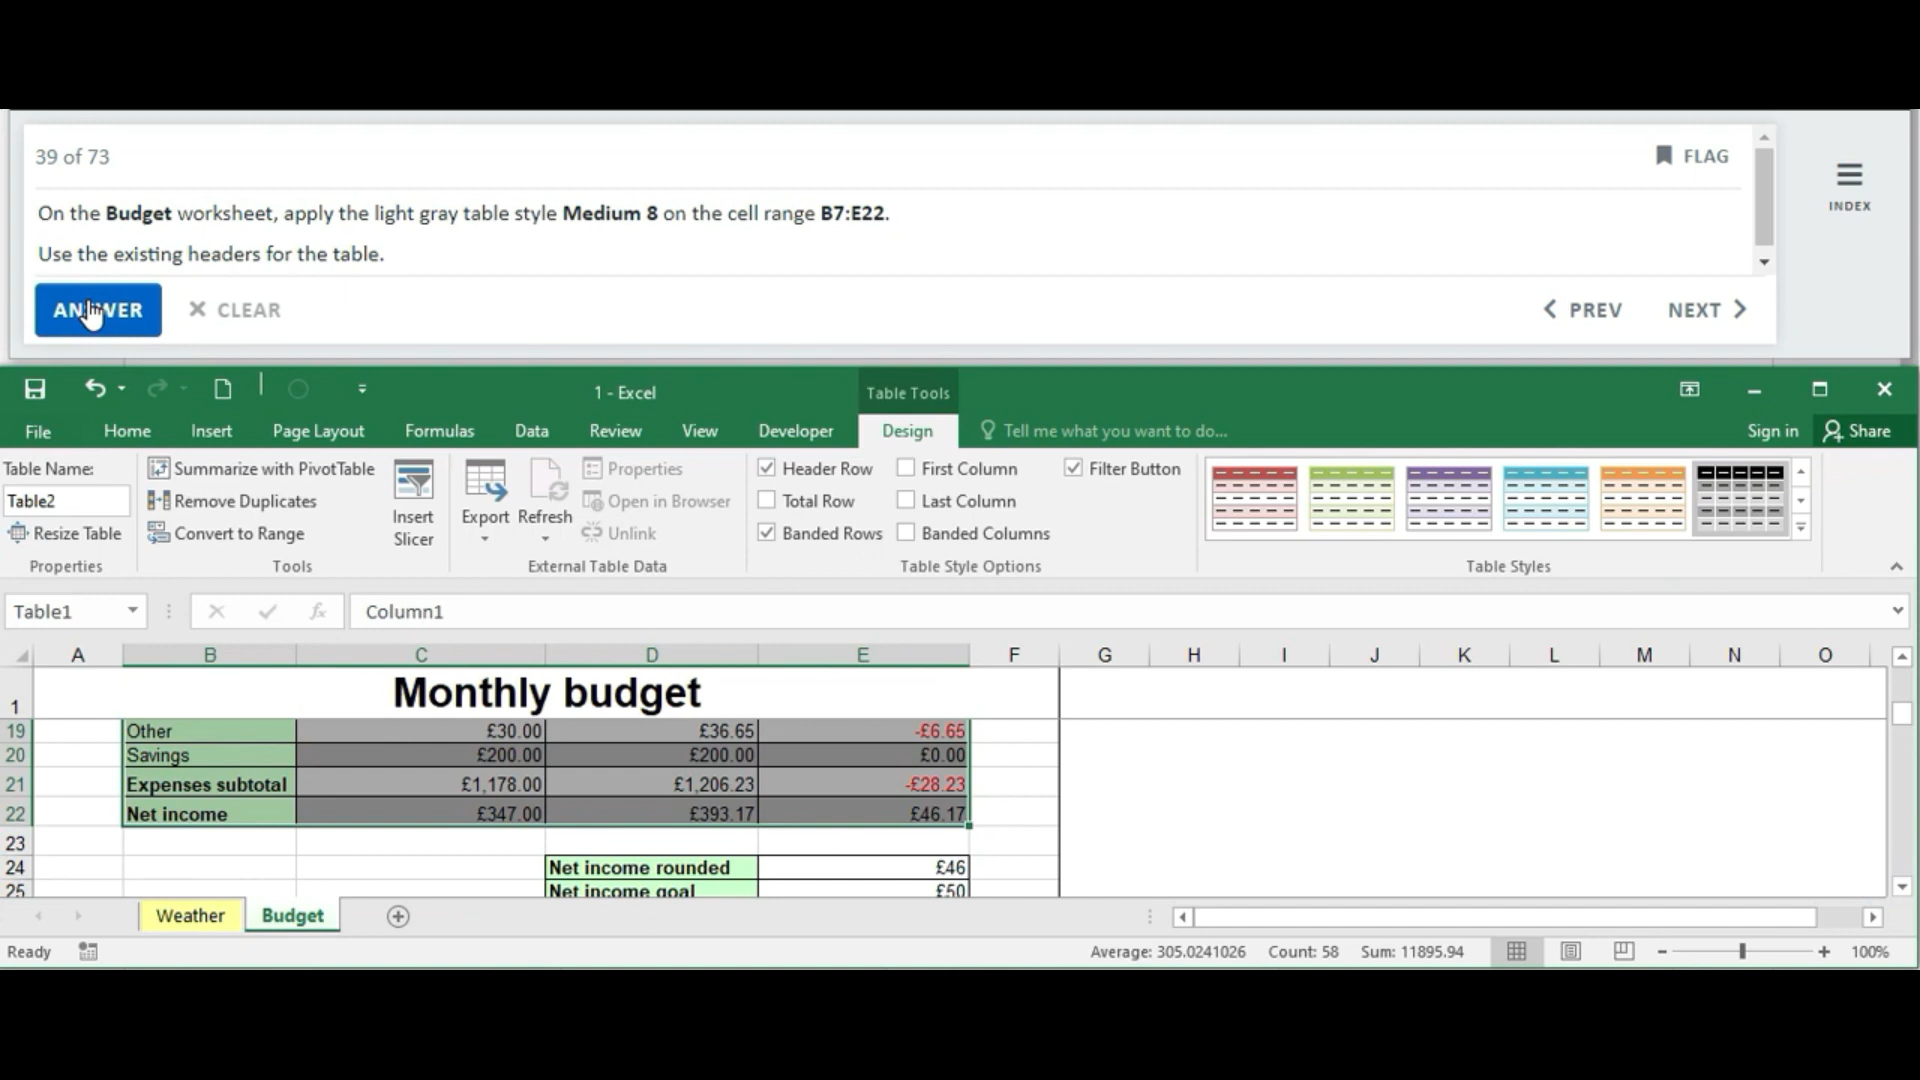 39 of 73
FLAG
INDEX
On the Budget worksheet, apply the light gray table style Medium 8 on the cell range B7:E22.
Use the existing headers for the table.
ANSWER
CLEAR
PREV
NEXT
1 - Excel
Table Tools
File
Home
Insert
Page Layout
Formulas
Data
Review
View
Developer
Design
Tell me what you want to do...
Sign in
Share
Table Name:
Table2
Resize Table
Properties
Summarize with PivotTable
Remove Duplicates
Convert to Range
Tools
Insert
Slicer
Export
Refresh
Properties
Open in Browser
Unlink
External Table Data
Header Row
First Column
Filter Button
Total Row
Last Column
Banded Rows
Banded Columns
Table Style Options
Table Styles
Table1
fx
Column1
A B C D E F G H I J K L M N O
1 Monthly budget
19 Other £30.00 £36.65 -£6.65
20 Savings £200.00 £200.00 £0.00
21 Expenses subtotal £1,178.00 £1,206.23 -£28.23
22 Net income £347.00 £393.17 £46.17
23
24 Net income rounded £46
25 Net income goal £50
Weather
Budget
Ready
Average: 305.0241026 Count: 58 Sum: 11895.94
100%